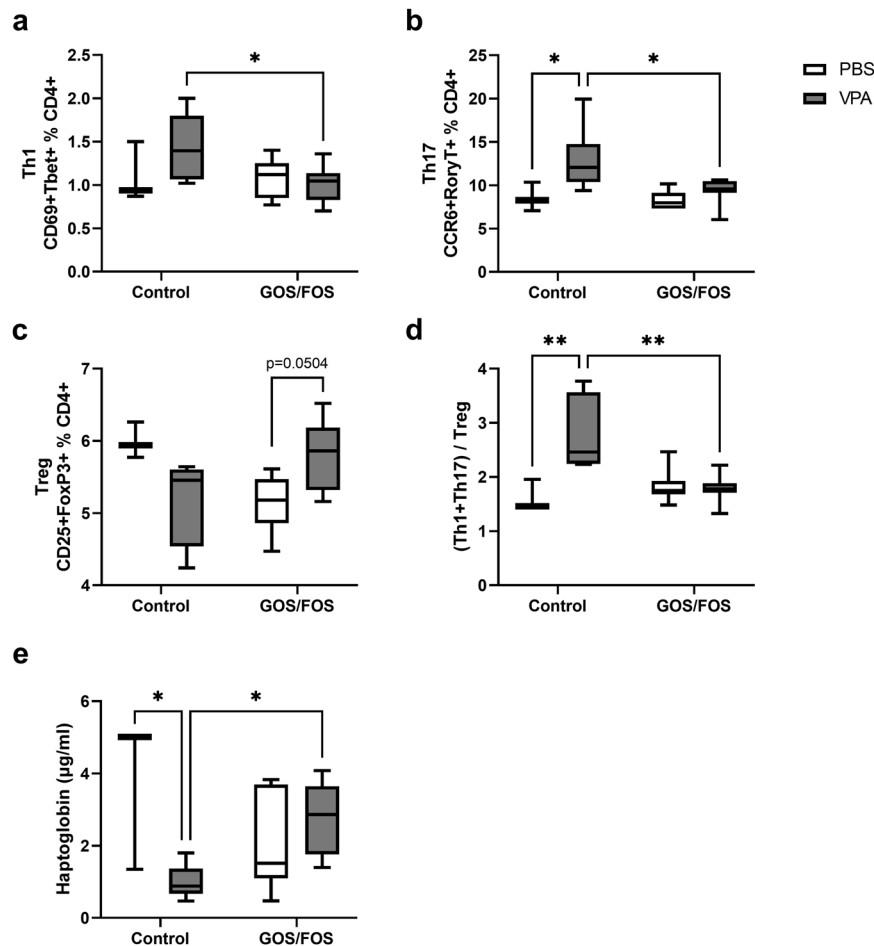 a
Th1
CD69+Tbet+ % CD4+
2.5
2.0
1.5
1.0
0.5
0.0
*
Control
GOS/FOS
b
Th17
CCR6+RorγT+ % CD4+
25
20
15
10
5
0
*
*
Control
GOS/FOS
PBS
VPA
c
Treg
CD25+FoxP3+ % CD4+
7
6
5
4
p=0.0504
Control
GOS/FOS
d
(Th1+Th17) / Treg
4
3
2
1
0
**
**
Control
GOS/FOS
e
Haptoglobin (µg/ml)
6
4
2
0
*
*
Control
GOS/FOS